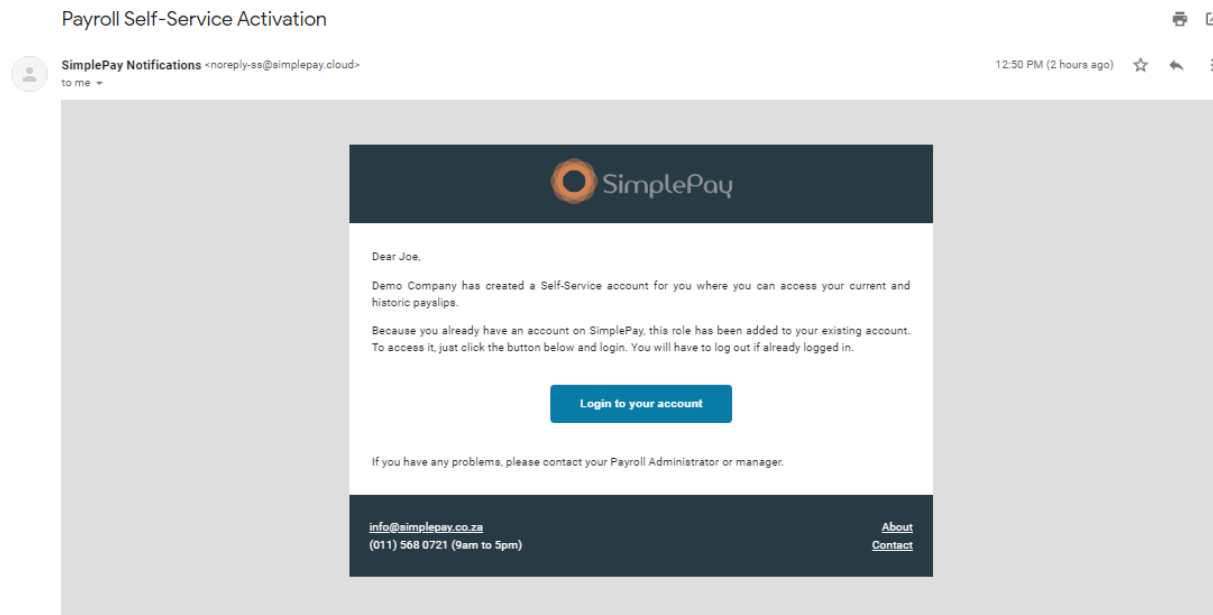 Payroll Self-Service Activation
SimplePay Notifications <noreply-ss@simplepay.cloud>
12:50 PM (2 hours ago)
to me
SimplePay
Dear Joe,
Demo Company has created a Self-Service account for you where you can access your current and
historic payslips.
Because you already have an account on SimplePay, this role has been added to your existing account.
To access it, just click the button below and login. You will have to log out if already logged in.
Login to your account
If you have any problems, please contact your Payroll Administrator or manager.
info@simplepay.co.za
About
(011) 568 0721 (9am to 5pm)
Contact